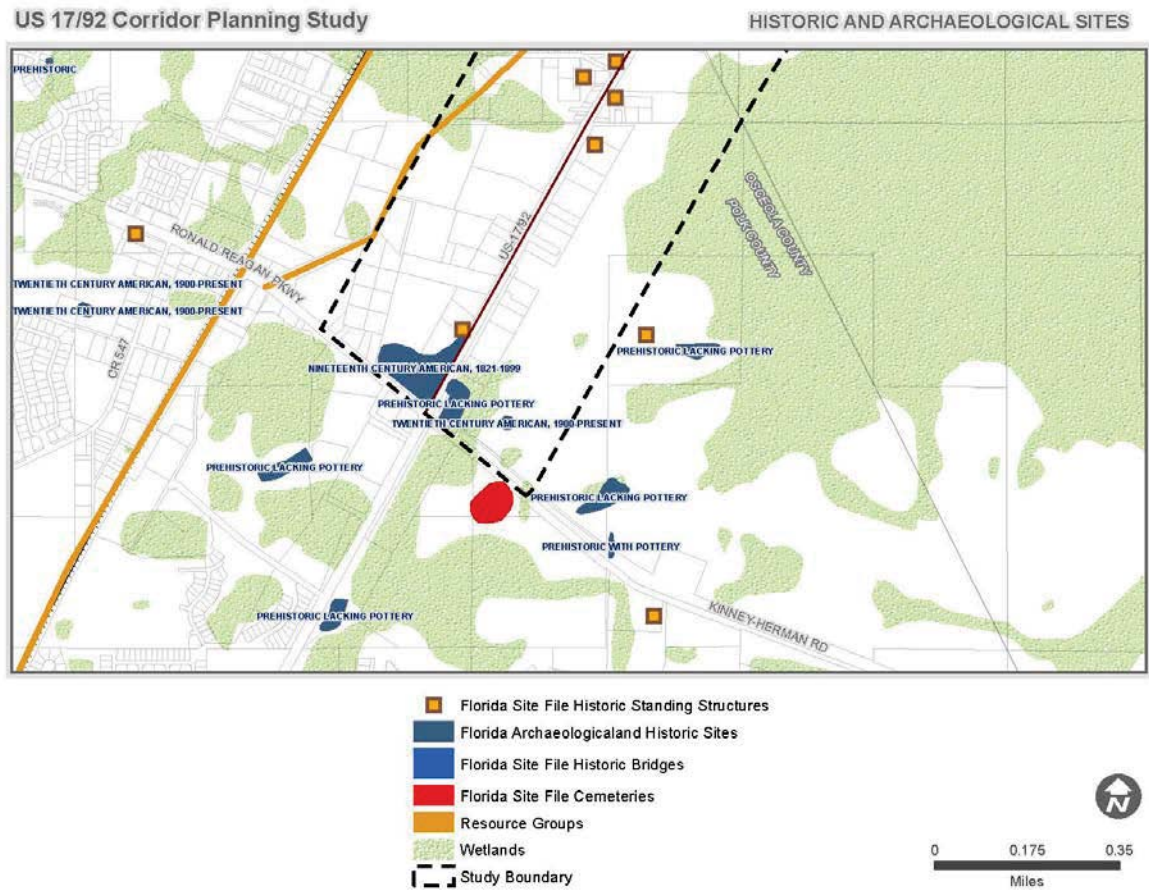 US 17/92 Corridor Planning Study
HISTORIC AND ARCHAEOLOGICAL SITES
PREHISTORIC
OSCEOLA COUNTY
POLK COUNTY
US-17/92
RONALD REAGAN PKWY
TWENTIETH CENTURY AMERICAN, 1900-PRESENT
TWENTIETH CENTURY AMERICAN, 1900-PRESENT
CR 547
PREHISTORIC LACKING POTTERY
NINETEENTH CENTURY AMERICAN, 1821-1899
PREHISTORIC LACKING POTTERY
TWENTIETH CENTURY AMERICAN, 1900-PRESENT
PREHISTORIC LACKING POTTERY
PREHISTORIC LACKING POTTERY
PREHISTORIC WITH POTTERY
PREHISTORIC LACKING POTTERY
KINNEY-HERMAN RD
Florida Site File Historic Standing Structures
Florida Archaeologicaland Historic Sites
Florida Site File Historic Bridges
Florida Site File Cemeteries
Resource Groups
Wetlands
Study Boundary
N
0 0.175 0.35
Miles